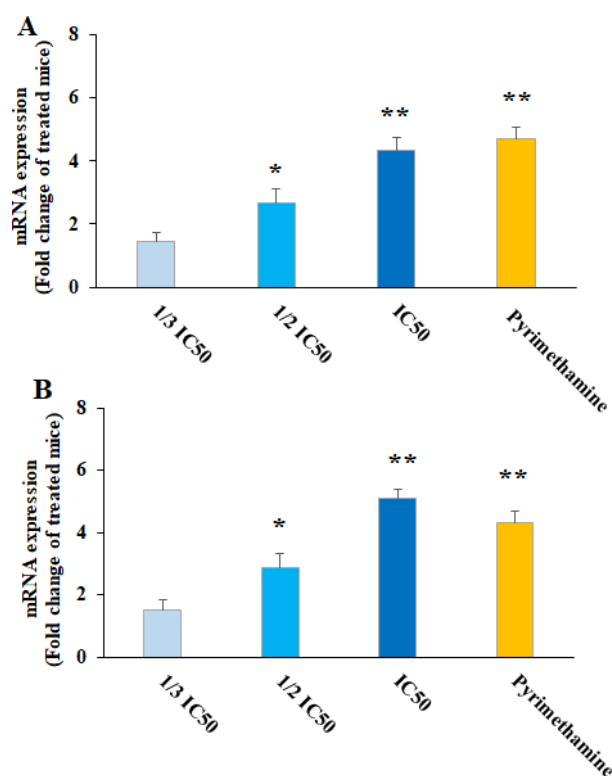 A
mRNA expression
(Fold change of treated mice)
8
6
4
2
0
*
**
**
1/3 IC50
1/2 IC50
IC50
Pyrimethamine
B
mRNA expression
(Fold change of treated mice)
8
6
4
2
0
*
**
**
1/3 IC50
1/2 IC50
IC50
Pyrimethamine